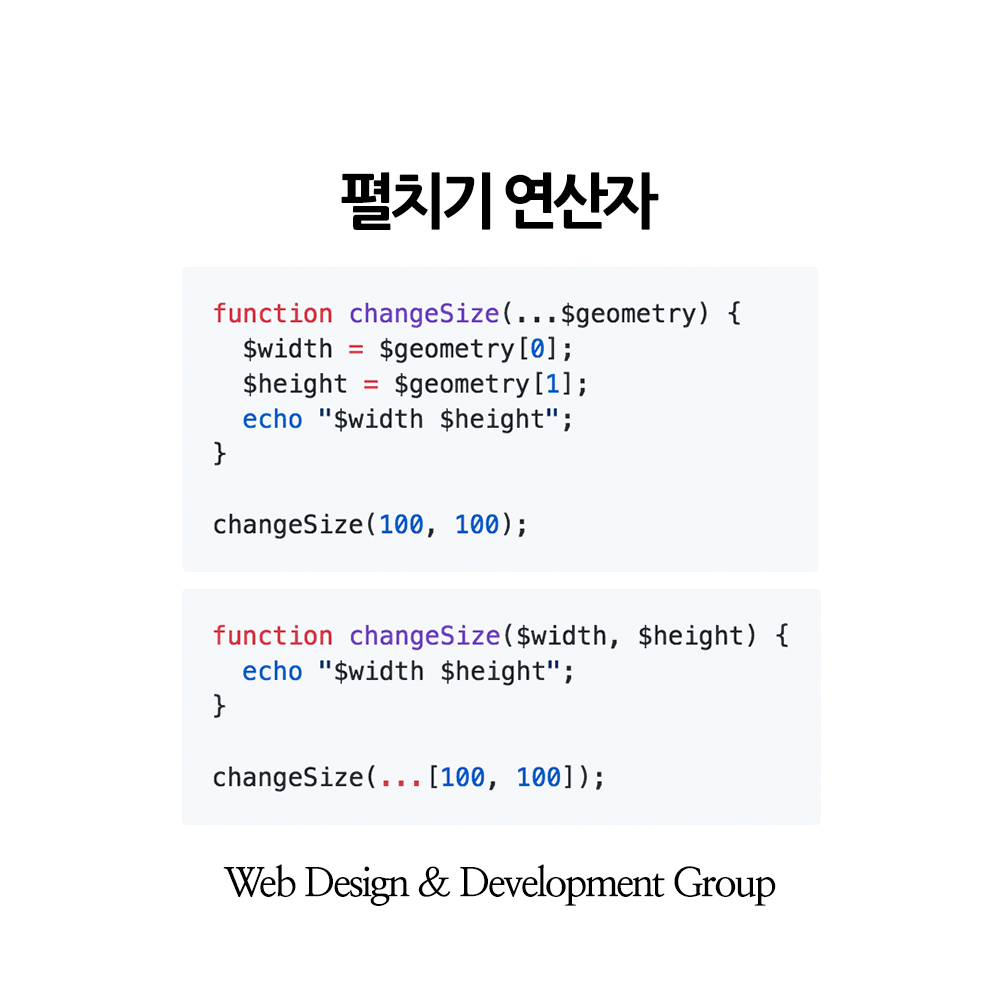 펼치기 연산자
function changeSize(...$geometry) {
  $width = $geometry[0];
  $height = $geometry[1];
  echo "$width $height";
}
changeSize(100, 100);
function changeSize($width, $height) {
  echo "$width $height";
}
changeSize(...[100, 100]);
Web Design & Development Group